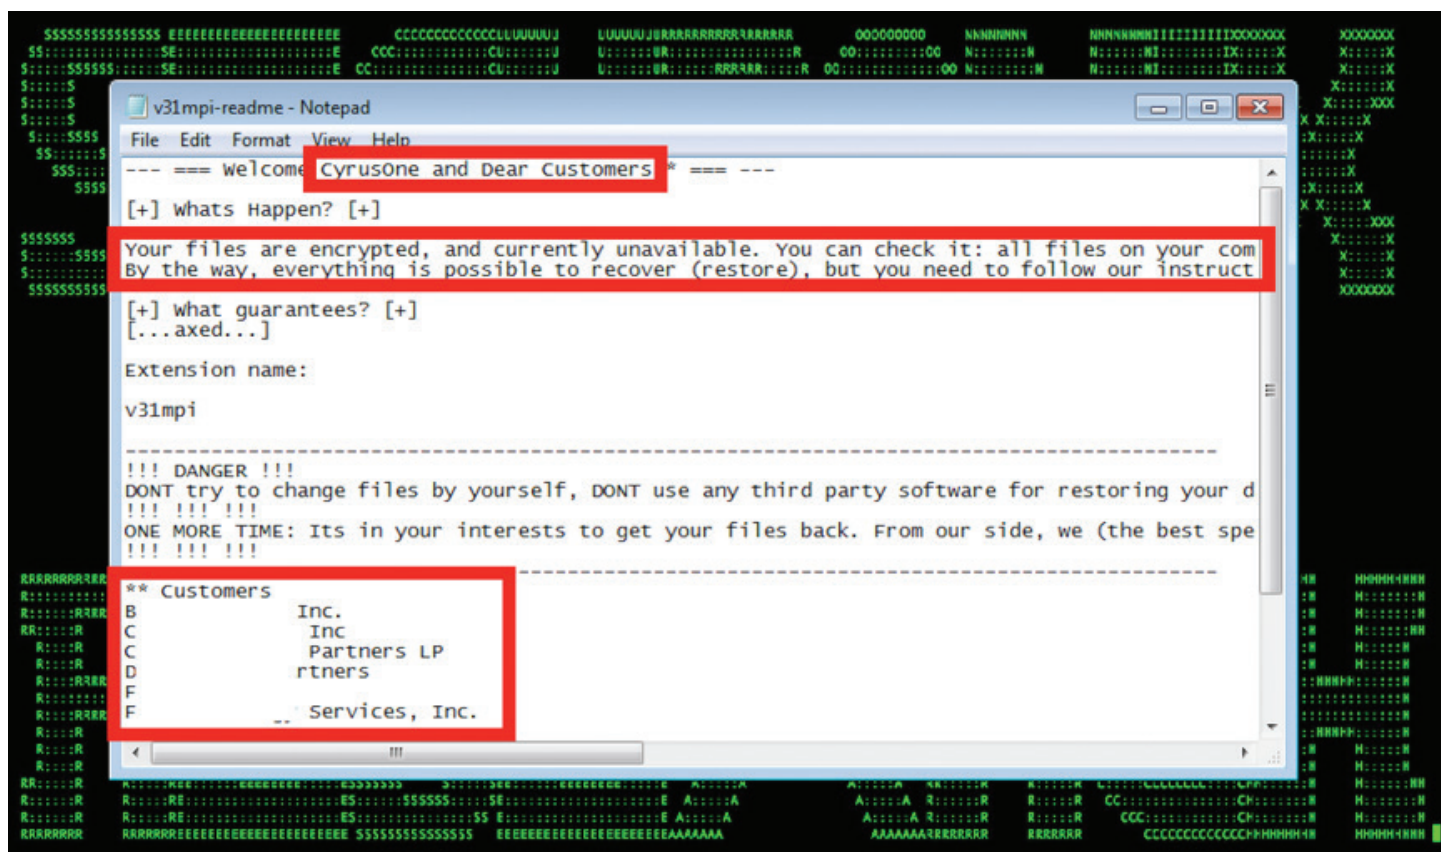 v31mpi-readme - Notepad
File Edit Format View Help
--- === Welcome CyrusOne and Dear Customers * === ---
[+] Whats Happen? [+]
Your files are encrypted, and currently unavailable. You can check it: all files on your com
By the way, everything is possible to recover (restore), but you need to follow our instruct
[+] What guarantees? [+]
[...axed...]
Extension name:
v31mpi
-----------------------------------------------------------------------------------------
!!! DANGER !!!
DONT try to change files by yourself, DONT use any third party software for restoring your d
!!! !!! !!!
ONE MORE TIME: Its in your interests to get your files back. From our side, we (the best spe
!!! !!! !!!
-----------------------------------------------------------------------------------------
** Customers
B Inc.
C Inc
C Partners LP
D rtners
F
F Services, Inc.